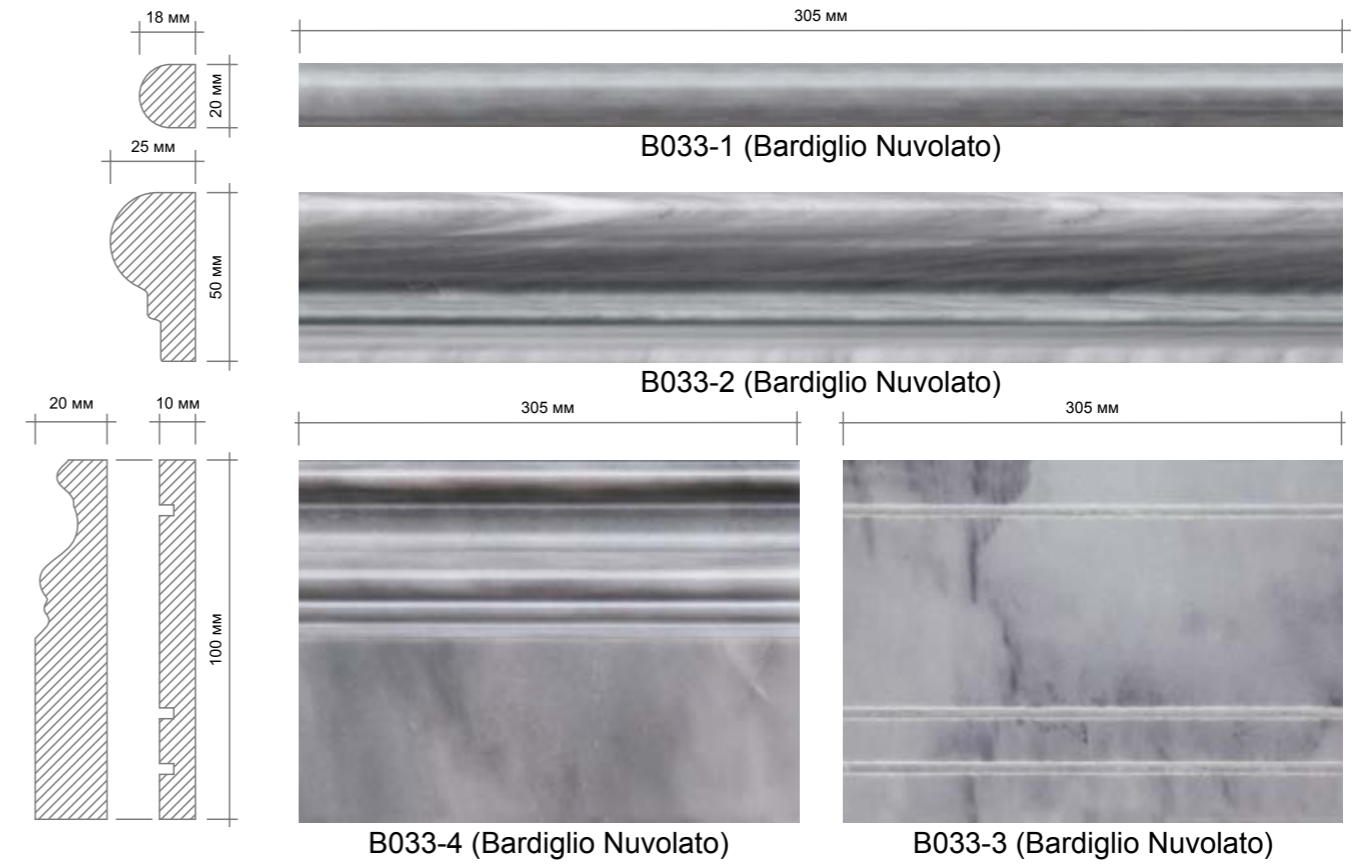 18 мм
305 мм
20 мм
B033-1 (Bardiglio Nuvolato)
25 мм
50 мм
B033-2 (Bardiglio Nuvolato)
20 мм
10 мм
305 мм
305 мм
100 мм
B033-4 (Bardiglio Nuvolato)
B033-3 (Bardiglio Nuvolato)